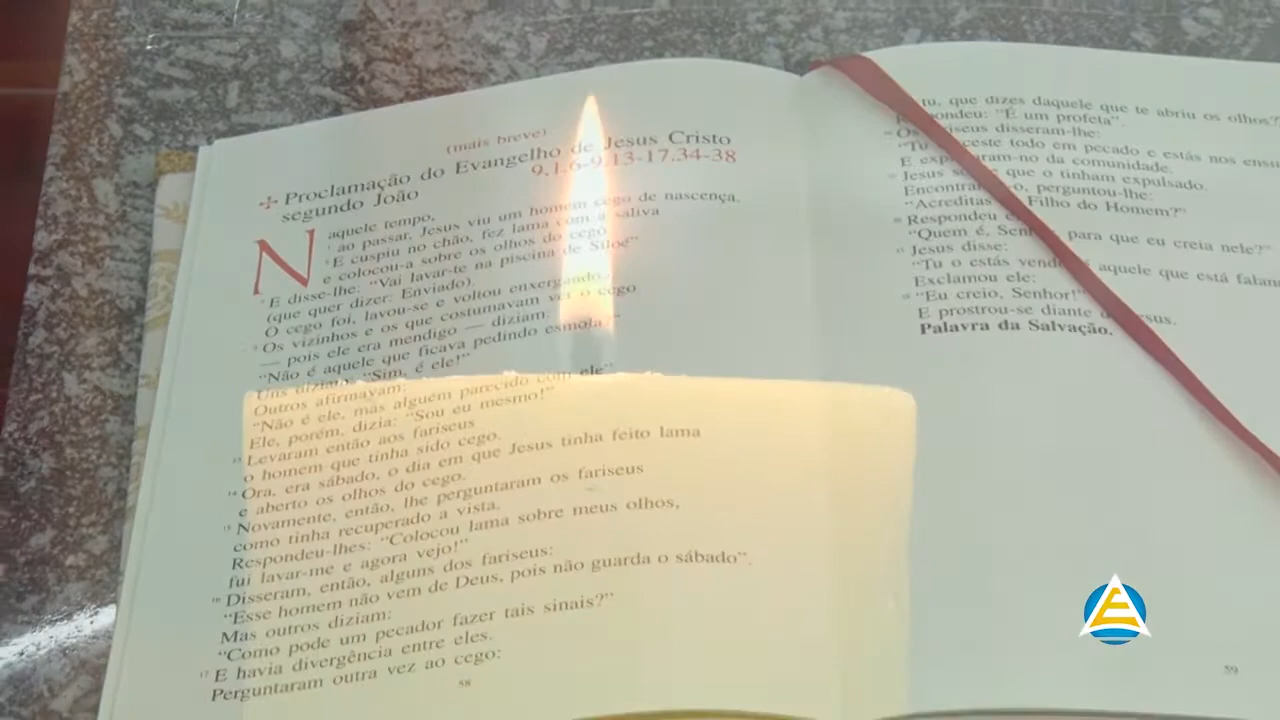 (mais breve)
✢ Proclamação do Evangelho de Jesus Cristo
segundo João
9,1.6-9.13-17.34-38
Naquele tempo,
¹ ao passar, Jesus viu um homem cego de nascença.
⁶ E cuspiu no chão, fez lama com a saliva
e colocou-a sobre os olhos do cego.
⁷ E disse-lhe: “Vai lavar-te na piscina de Siloé”
(que quer dizer: Enviado).
O cego foi, lavou-se e voltou enxergando.
⁸ Os vizinhos e os que costumavam ver o cego
— pois ele era mendigo — diziam:
“Não é aquele que ficava pedindo esmola?”
Uns diziam: “Sim, é ele!”
Outros afirmavam:
“Não é ele, mas alguém parecido com ele”.
Ele, porém, dizia: “Sou eu mesmo!”
¹³ Levaram então aos fariseus
o homem que tinha sido cego.
¹⁴ Ora, era sábado, o dia em que Jesus tinha feito lama
e aberto os olhos do cego.
¹⁵ Novamente, então, lhe perguntaram os fariseus
como tinha recuperado a vista.
Respondeu-lhes: “Colocou lama sobre meus olhos,
fui lavar-me e agora vejo!”
¹⁶ Disseram, então, alguns dos fariseus:
“Esse homem não vem de Deus, pois não guarda o sábado”.
Mas outros diziam:
“Como pode um pecador fazer tais sinais?”
¹⁷ E havia divergência entre eles.
Perguntaram outra vez ao cego:
58
tu, que dizes daquele que te abriu os olhos?
Respondeu: “É um profeta”.
Os fariseus disseram-lhe:
“Tu nasceste todo em pecado e estás nos
E expulsaram-no da comunidade.
Jesus soube que o tinham expulsado.
Encontrando-o, perguntou-lhe:
“Acreditas Filho do Homem?”
³⁶ Respondeu
“Quem é, Senhor, para que eu creia nele?”
³⁷ Jesus disse:
“Tu o estás vendo; aquele que está
Exclamou ele:
³⁸ “Eu creio, Senhor!”
E prostrou-se diante de Jesus.
Palavra da Salvação.
59
E